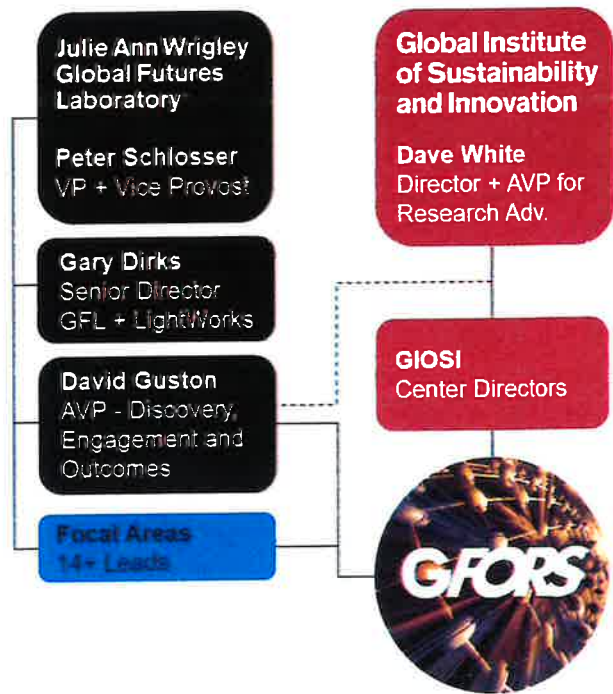 Julie Ann Wrigley
Global Futures
Laboratory
Peter Schlosser
VP + Vice Provost
Gary Dirks
Senior Director
GFL + LightWorks
David Guston
AVP - Discovery,
Engagement and
Outcomes
Focal Areas
14+ Leads
Global Institute
of Sustainability
and Innovation
Dave White
Director + AVP for
Research Adv.
GIOSI
Center Directors
GFORS